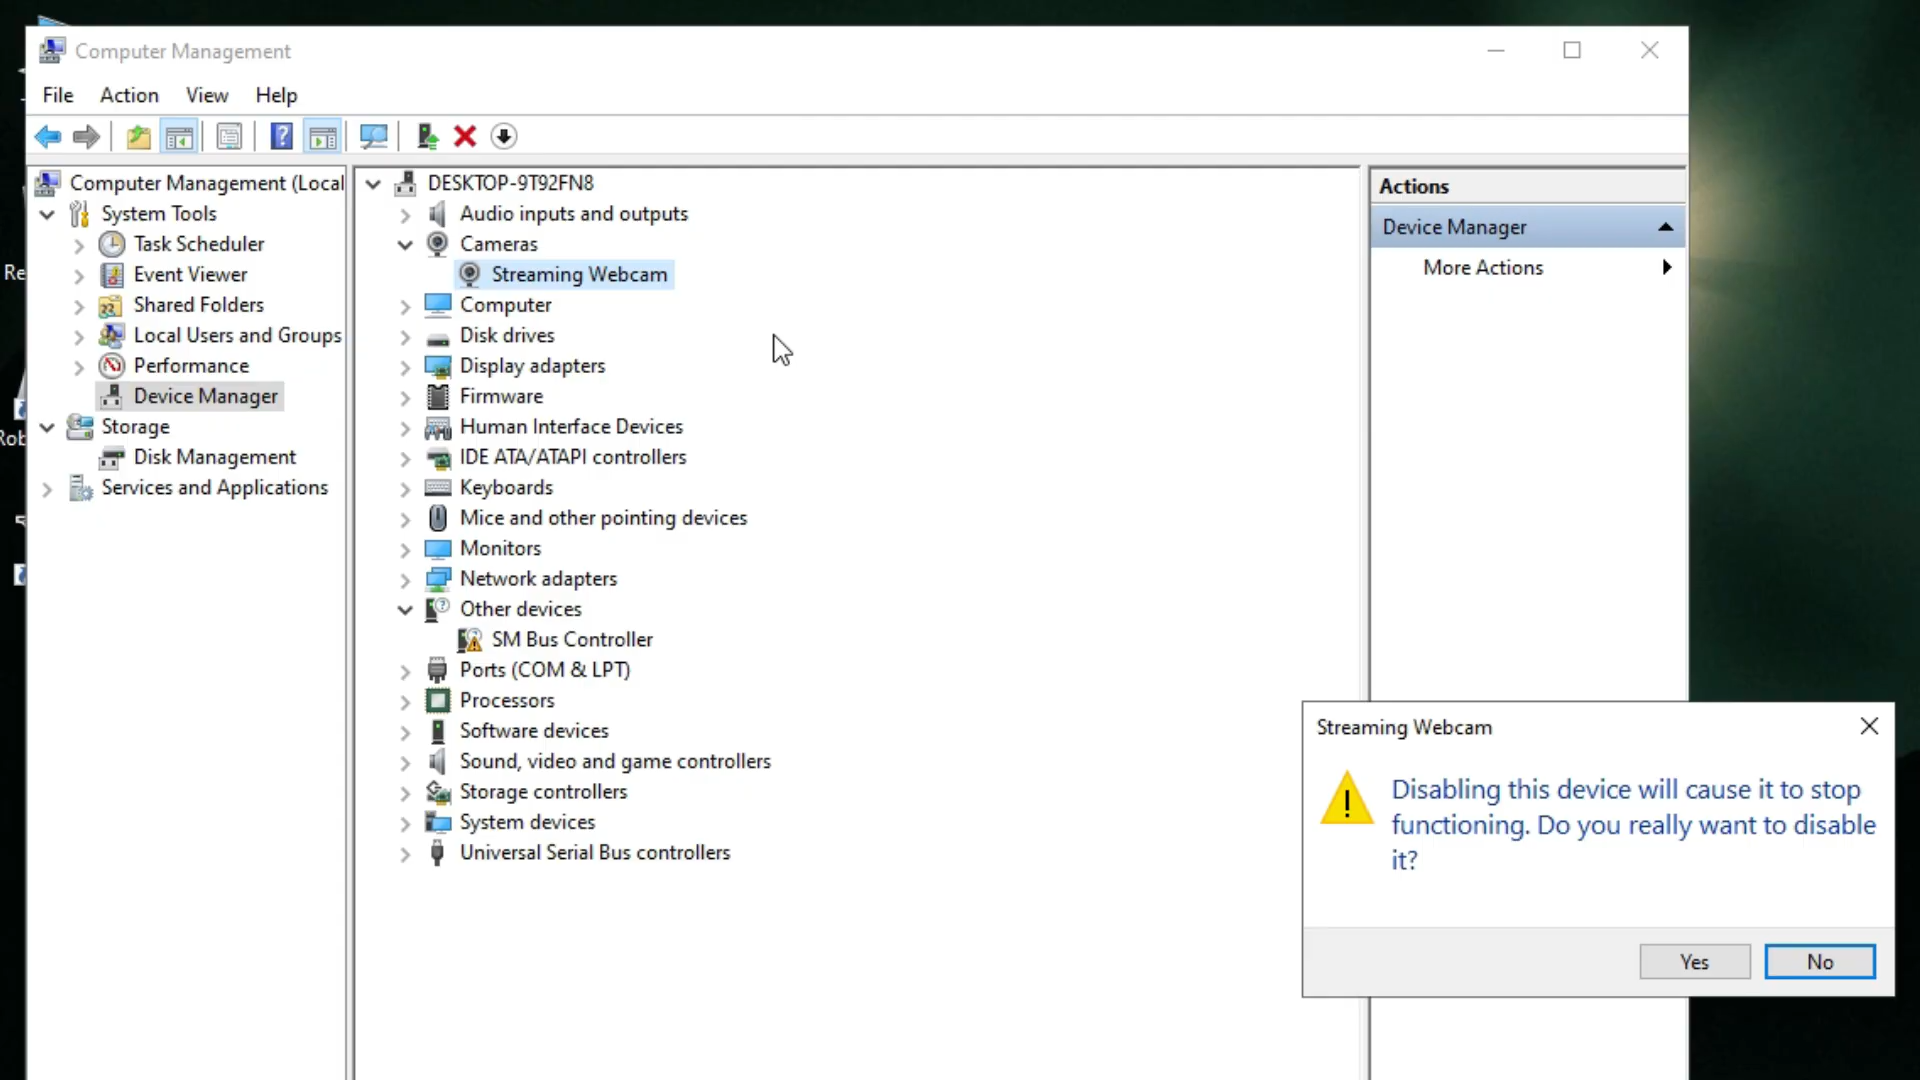 Computer Management
File Action View Help
Computer Management (Local
System Tools
Task Scheduler
Event Viewer
Shared Folders
Local Users and Groups
Performance
Device Manager
Storage
Disk Management
Services and Applications
DESKTOP-9T92FN8
Audio inputs and outputs
Cameras
Streaming Webcam
Computer
Disk drives
Display adapters
Firmware
Human Interface Devices
IDE ATA/ATAPI controllers
Keyboards
Mice and other pointing devices
Monitors
Network adapters
Other devices
SM Bus Controller
Ports (COM & LPT)
Processors
Software devices
Sound, video and game controllers
Storage controllers
System devices
Universal Serial Bus controllers
Actions
Device Manager
More Actions
Streaming Webcam
Disabling this device will cause it to stop
functioning. Do you really want to disable
it?
Yes No
Re
Rob